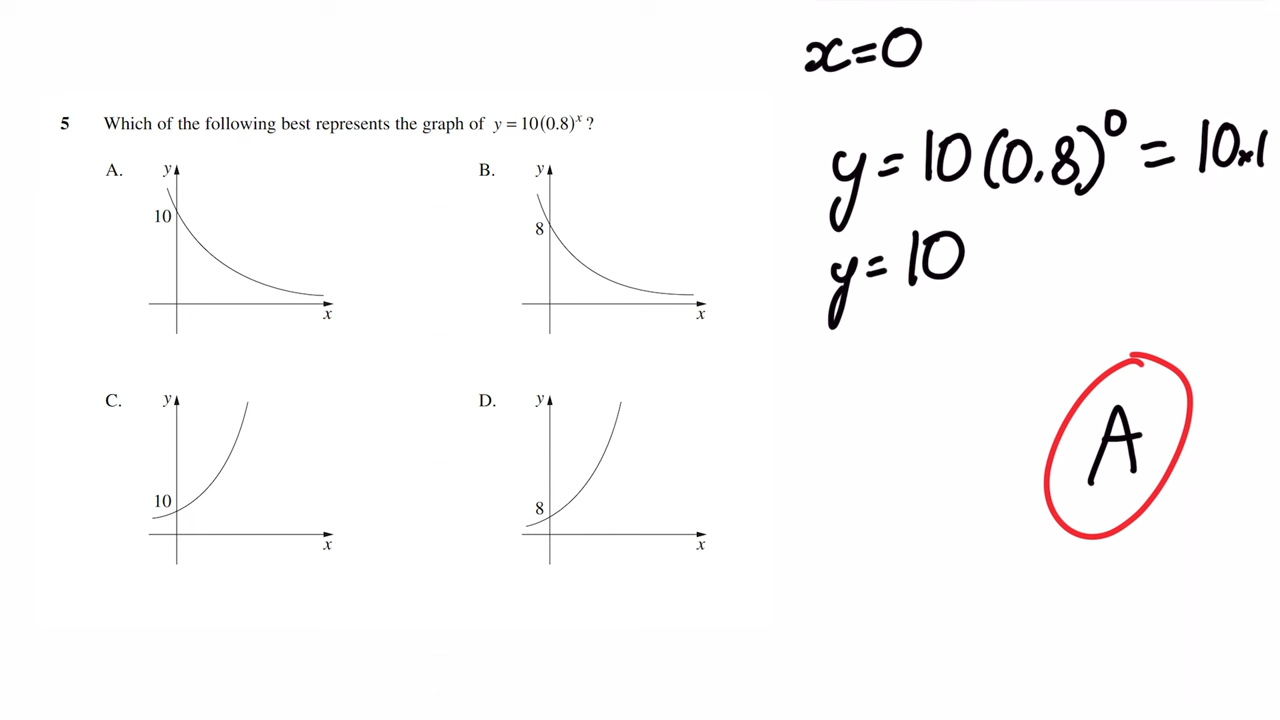 x=0
5 Which of the following best represents the graph of y = 10(0.8)ˣ ?
y = 10(0.8)⁰ = 10×1
y = 10
A. y 10 x
B. y 8 x
C. y 10 x
D. y 8 x
A